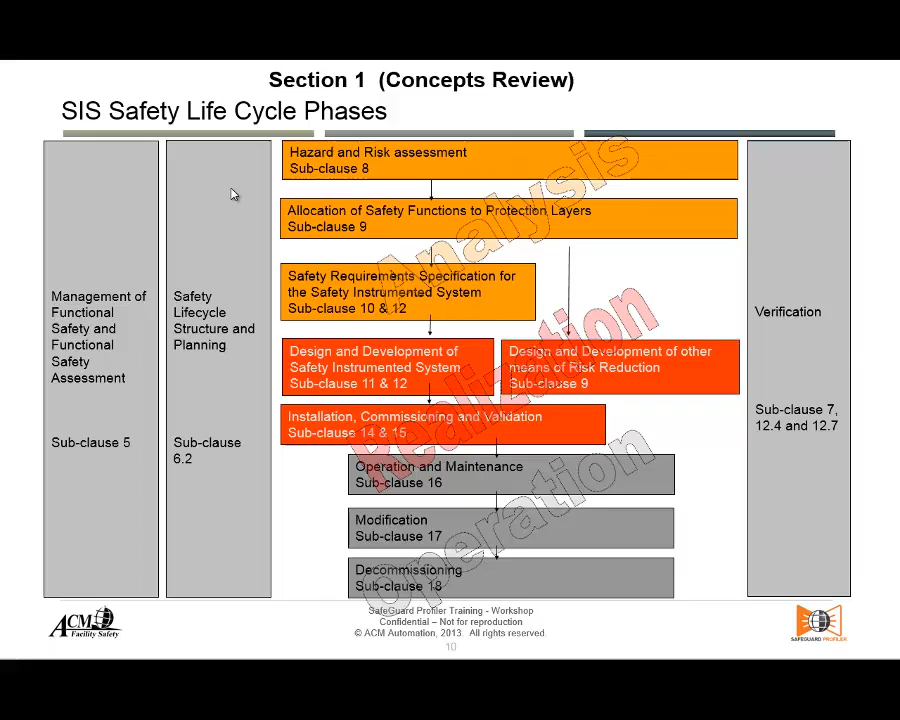 Section 1  (Concepts Review)
SIS Safety Life Cycle Phases
Management of
Functional
Safety and
Functional
Safety
Assessment
Sub-clause 5
Safety
Lifecycle
Structure and
Planning
Sub-clause
6.2
Hazard and Risk assessment
Sub-clause 8
Allocation of Safety Functions to Protection Layers
Sub-clause 9
Analysis
Safety Requirements Specification for
the Safety Instrumented System
Sub-clause 10 & 12
Design and Development of
Safety Instrumented System
Sub-clause 11 & 12
Design and Development of other
means of Risk Reduction
Sub-clause 9
Realization
Installation, Commissioning and Validation
Sub-clause 14 & 15
Operation and Maintenance
Sub-clause 16
Modification
Sub-clause 17
Decommissioning
Sub-clause 18
Operation
Verification
Sub-clause 7,
12.4 and 12.7
ACM
Facility Safety
SafeGuard Profiler Training - Workshop
Confidential – Not for reproduction
© ACM Automation, 2013.  All rights reserved.
10
SAFEGUARD PROFILER